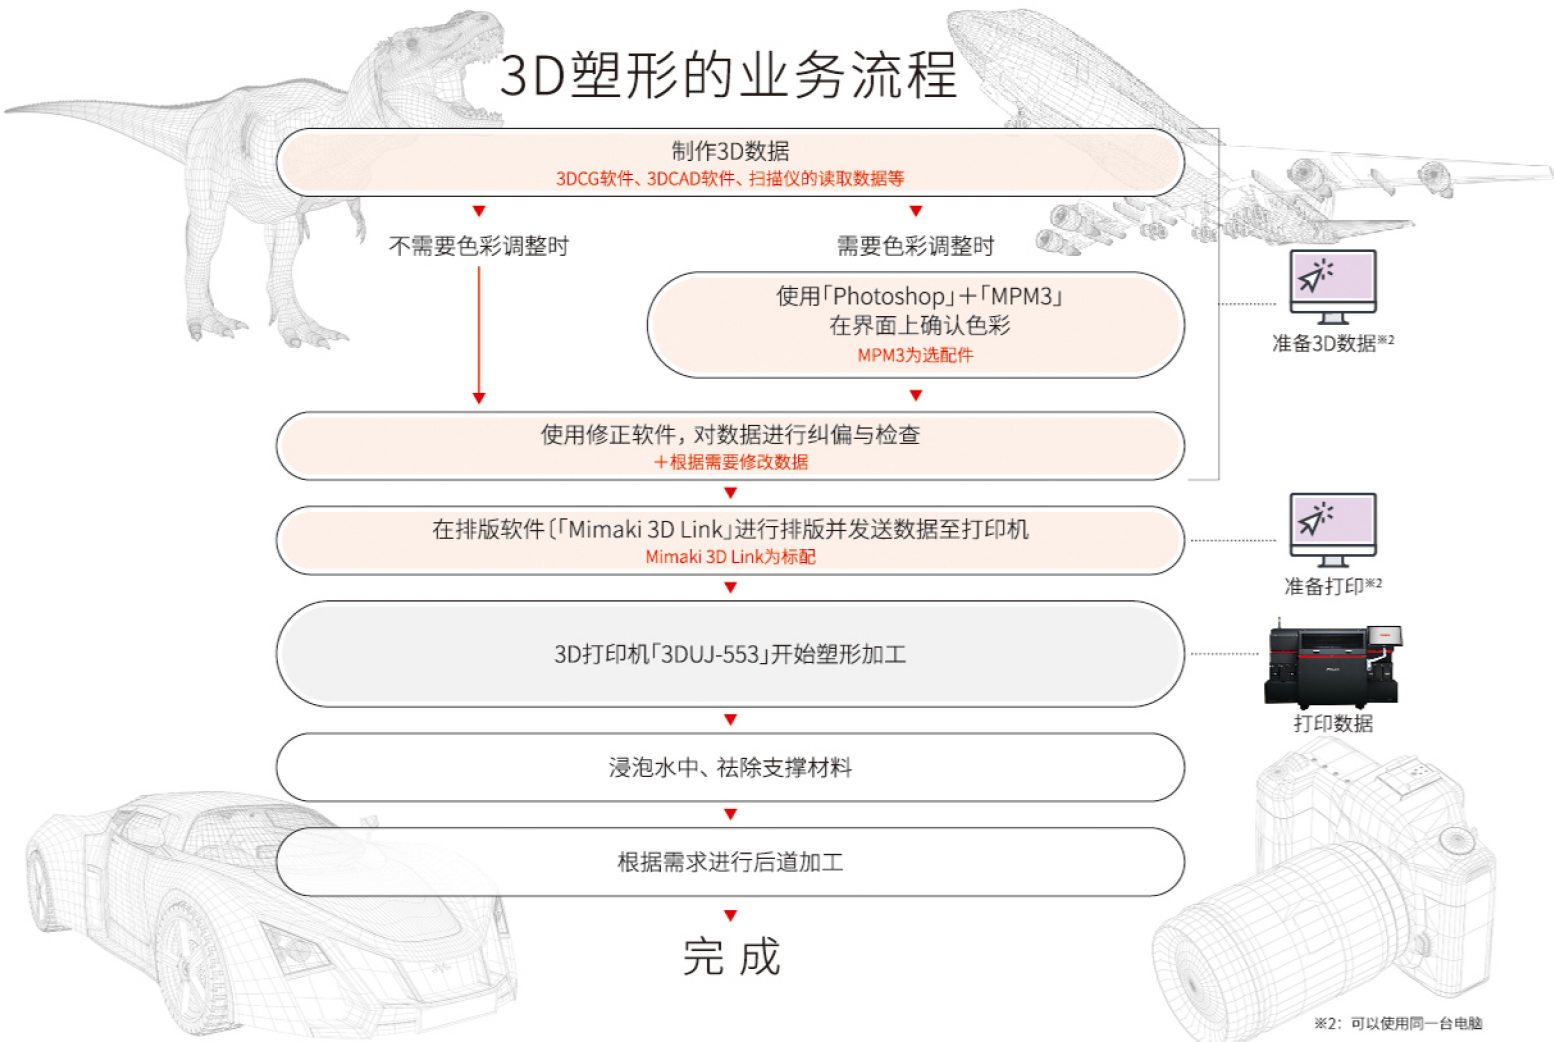 3D塑形的业务流程
制作3D数据
3DCG软件、3DCAD软件、扫描仪的读取数据等
不需要色彩调整时
需要色彩调整时
使用「Photoshop」＋「MPM3」
在界面上确认色彩
MPM3为选配件
准备3D数据※2
使用修正软件，对数据进行纠偏与检查
＋根据需要修改数据
在排版软件〔「Mimaki 3D Link」进行排版并发送数据至打印机
Mimaki 3D Link为标配
准备打印※2
3D打印机「3DUJ-553」开始塑形加工
打印数据
浸泡水中、祛除支撑材料
根据需求进行后道加工
完成
※2：可以使用同一台电脑